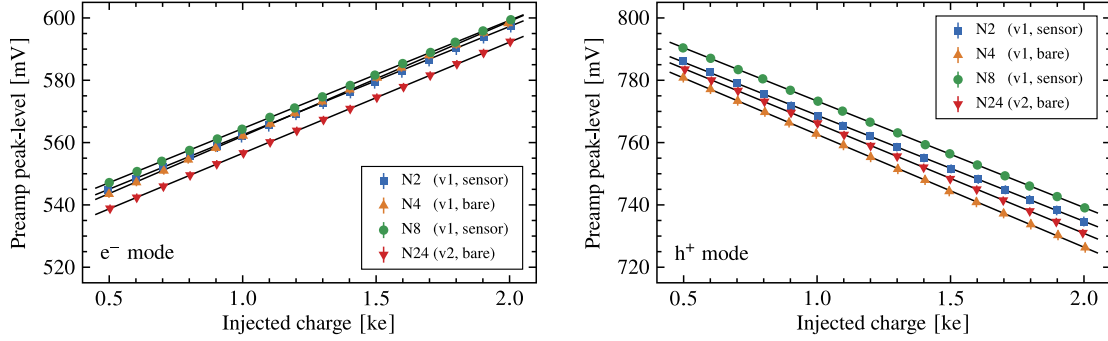 Preamp peak-level [mV]
600
580
560
540
520
e⁻ mode
N2 (v1, sensor)
N4 (v1, bare)
N8 (v1, sensor)
N24 (v2, bare)
0.5 1.0 1.5 2.0
Injected charge [ke]
Preamp peak-level [mV]
800
780
760
740
720
h⁺ mode
N2 (v1, sensor)
N4 (v1, bare)
N8 (v1, sensor)
N24 (v2, bare)
0.5 1.0 1.5 2.0
Injected charge [ke]